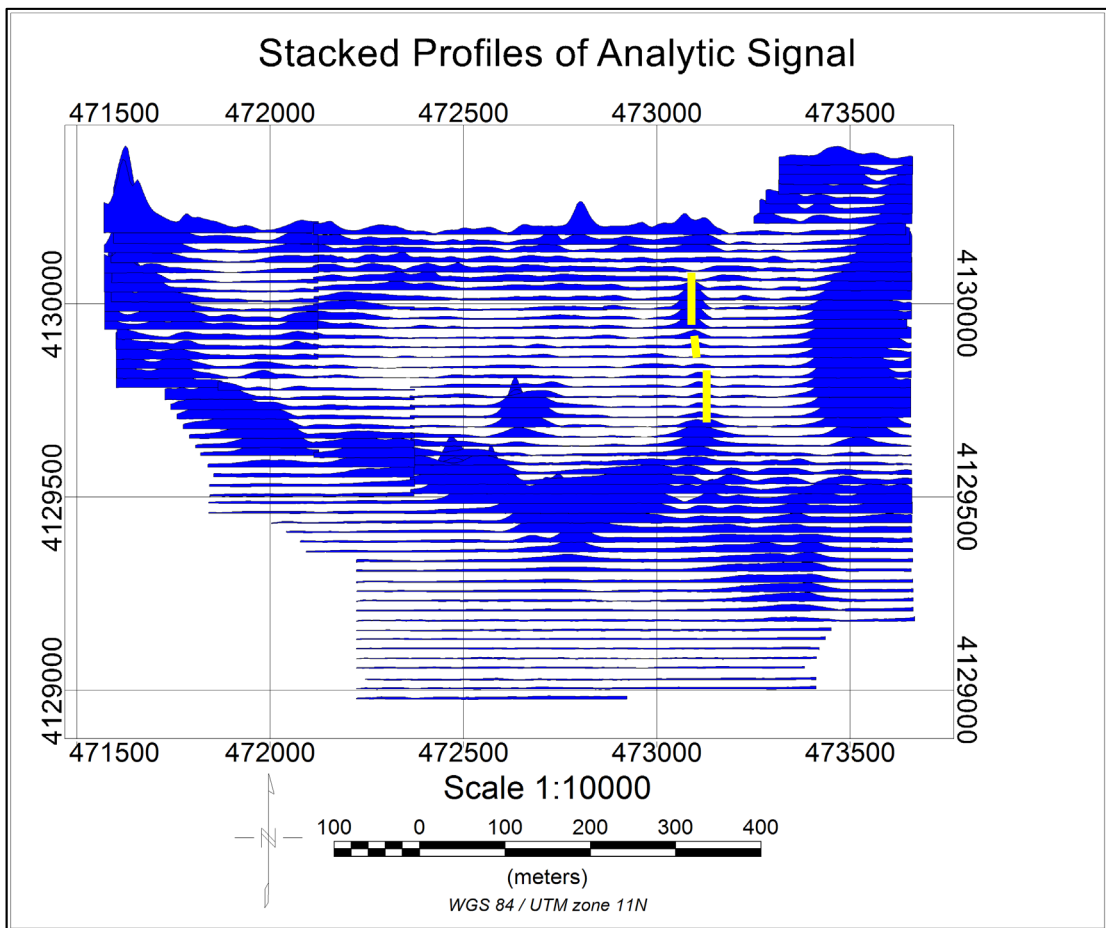 Stacked Profiles of Analytic Signal
471500 472000 472500 473000 473500
4130000
4130000
4129500
4129500
4129000
4129000
471500 472000 472500 473000 473500
Scale 1:10000
N
100 0 100 200 300 400
(meters)
WGS 84 / UTM zone 11N